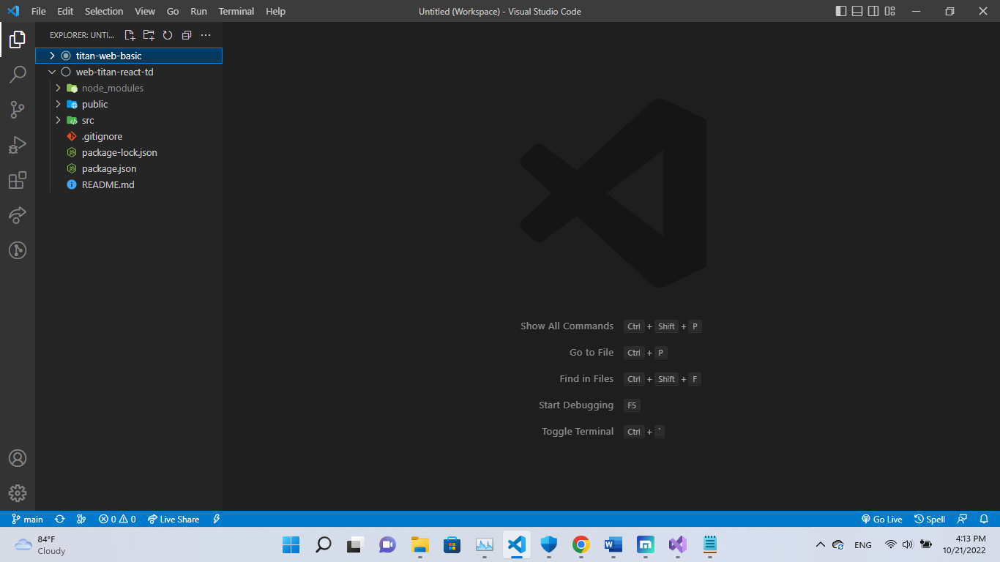 File Edit Selection View Go Run Terminal Help Untitled (Workspace) - Visual Studio Code
EXPLORER: UNTI...
titan-web-basic
web-titan-react-td
node_modules
public
src
.gitignore
package-lock.json
package.json
README.md
Show All Commands Ctrl + Shift + P
Go to File Ctrl + P
Find in Files Ctrl + Shift + F
Start Debugging F5
Toggle Terminal Ctrl + `
main 0 0 Live Share Go Live Spell
84°F
Cloudy
ENG
4:13 PM
10/21/2022